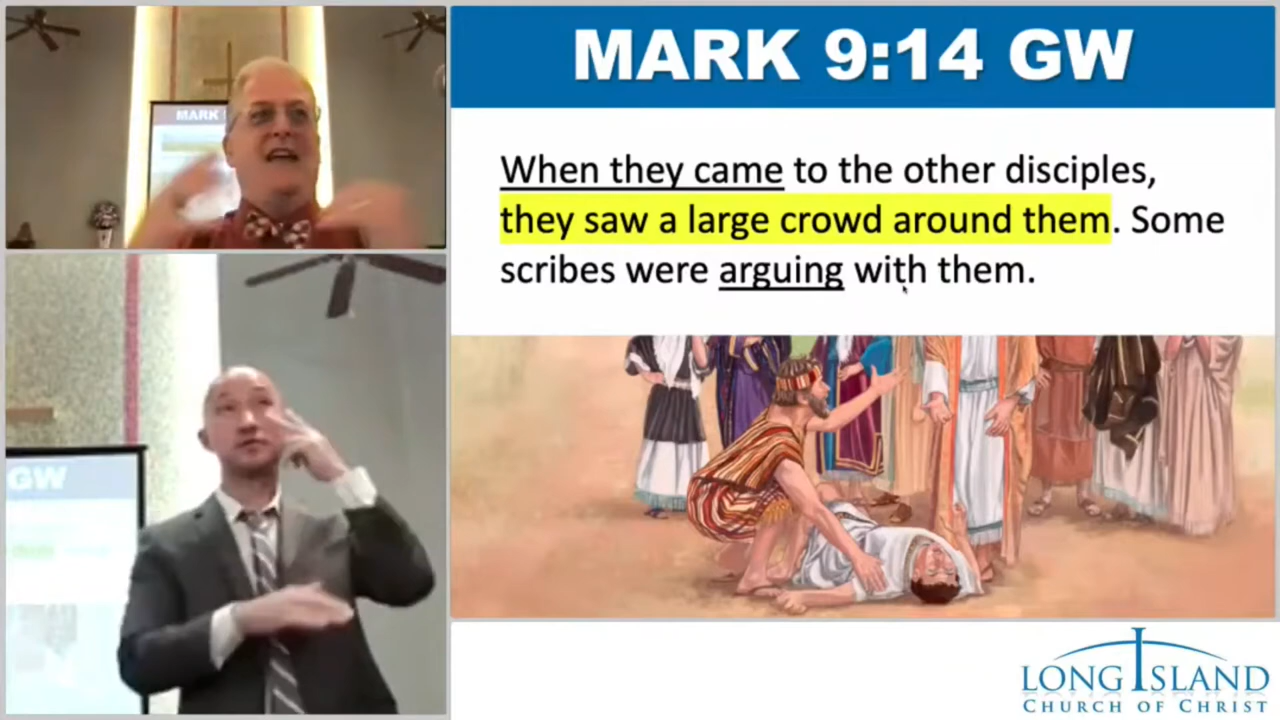 MARK
GW
MARK 9:14 GW
When they came to the other disciples,
they saw a large crowd around them. Some
scribes were arguing with them.
LONG ISLAND
CHURCH OF CHRIST